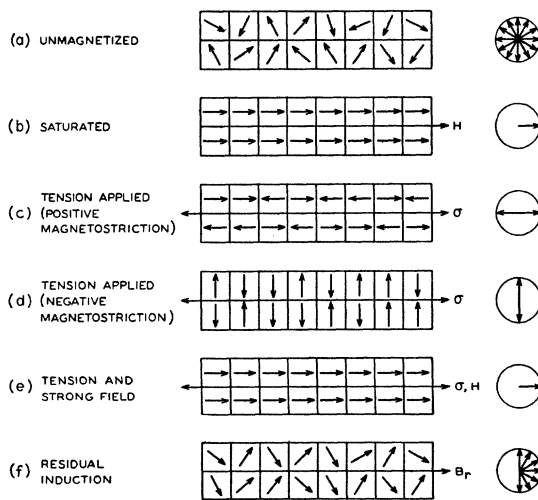 (a) UNMAGNETIZED
(b) SATURATED
H
(c) TENSION APPLIED
(POSITIVE
MAGNETOSTRICTION)
σ
(d) TENSION APPLIED
(NEGATIVE
MAGNETOSTRICTION)
σ
(e) TENSION AND
STRONG FIELD
σ, H
(f) RESIDUAL
INDUCTION
Br